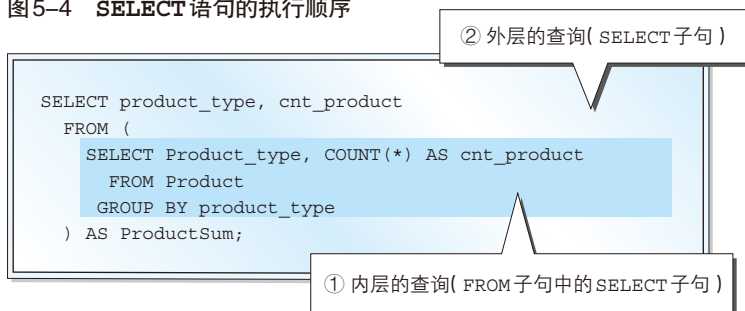 图5-4 SELECT语句的执行顺序
② 外层的查询( SELECT子句 )
SELECT product_type, cnt_product
FROM (
SELECT Product_type, COUNT(*) AS cnt_product
FROM Product
GROUP BY product_type
) AS ProductSum;
① 内层的查询( FROM子句中的SELECT子句 )